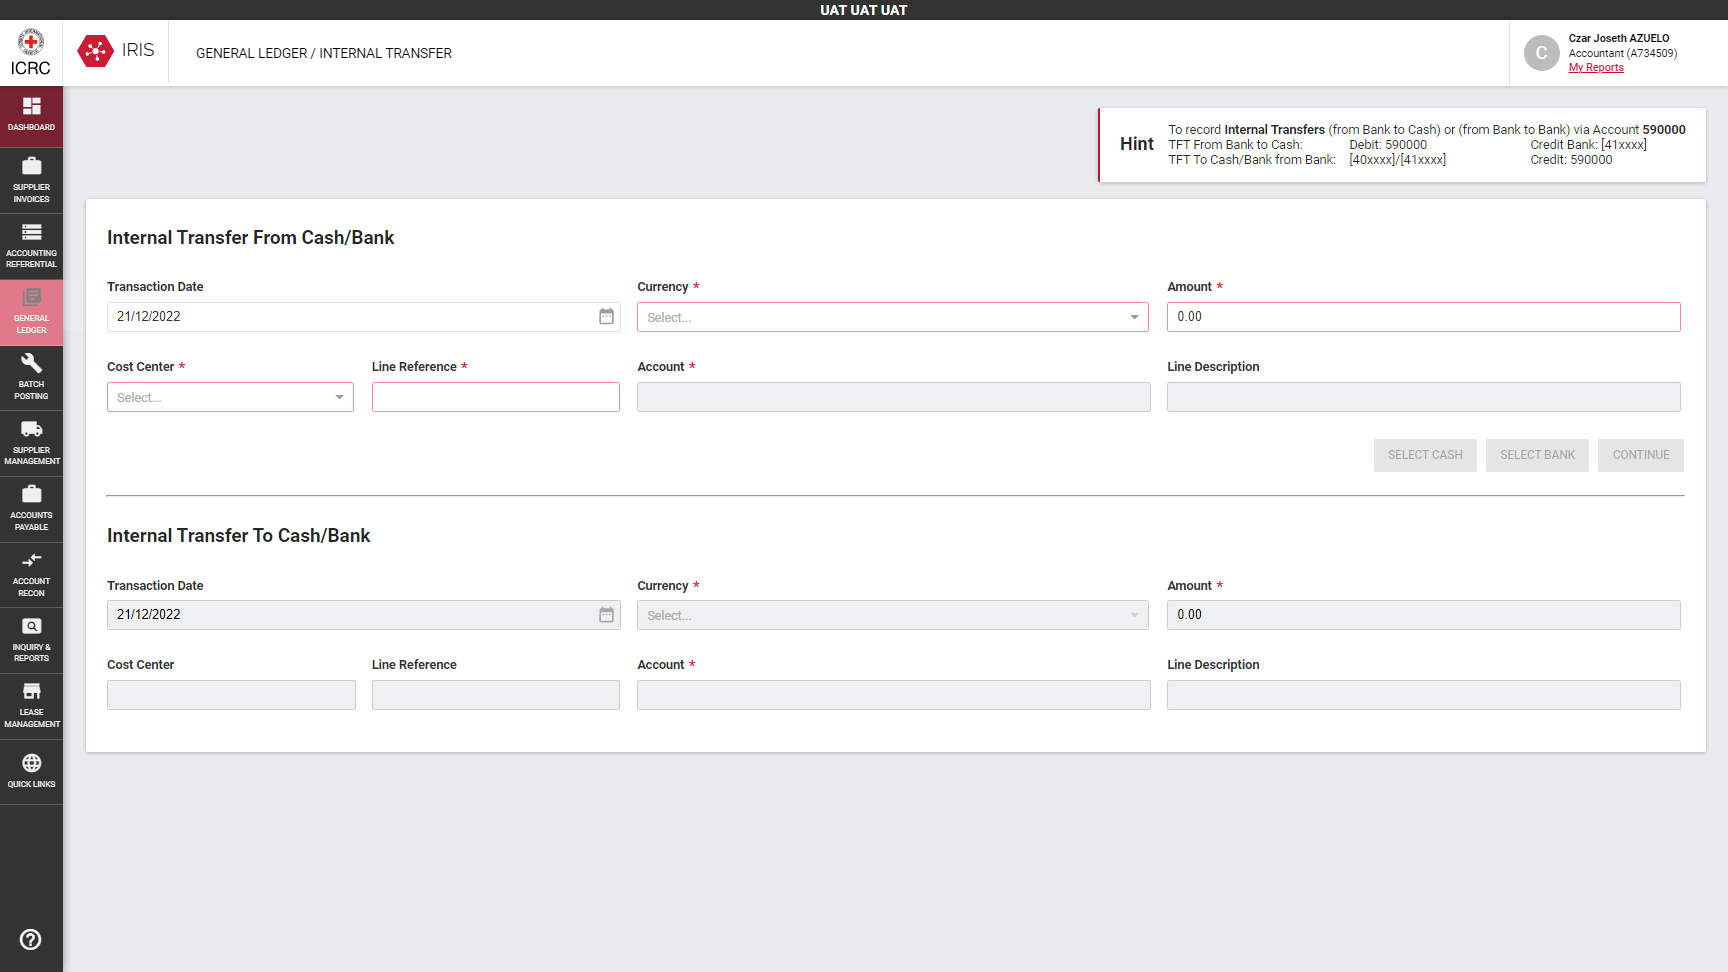 UAT UAT UAT
ICRC
IRIS
GENERAL LEDGER / INTERNAL TRANSFER
C
Czar Joseth AZUELO
Accountant (A734509)
My Reports
DASHBOARD
SUPPLIER
INVOICES
ACCOUNTING
REFERENTIAL
GENERAL
LEDGER
BATCH
POSTING
SUPPLIER
MANAGEMENT
ACCOUNTS
PAYABLE
ACCOUNT
RECON
INQUIRY &
REPORTS
LEASE
MANAGEMENT
QUICK LINKS
Hint
To record Internal Transfers (from Bank to Cash) or (from Bank to Bank) via Account 590000
TFT From Bank to Cash: Debit: 590000 Credit Bank: [41xxxx]
TFT To Cash/Bank from Bank: [40xxxx]/[41xxxx] Credit: 590000
Internal Transfer From Cash/Bank
Transaction Date Currency * Amount *
21/12/2022 Select... 0.00
Cost Center * Line Reference * Account * Line Description
Select...
SELECT CASH SELECT BANK CONTINUE
Internal Transfer To Cash/Bank
Transaction Date Currency * Amount *
21/12/2022 Select... 0.00
Cost Center Line Reference Account * Line Description